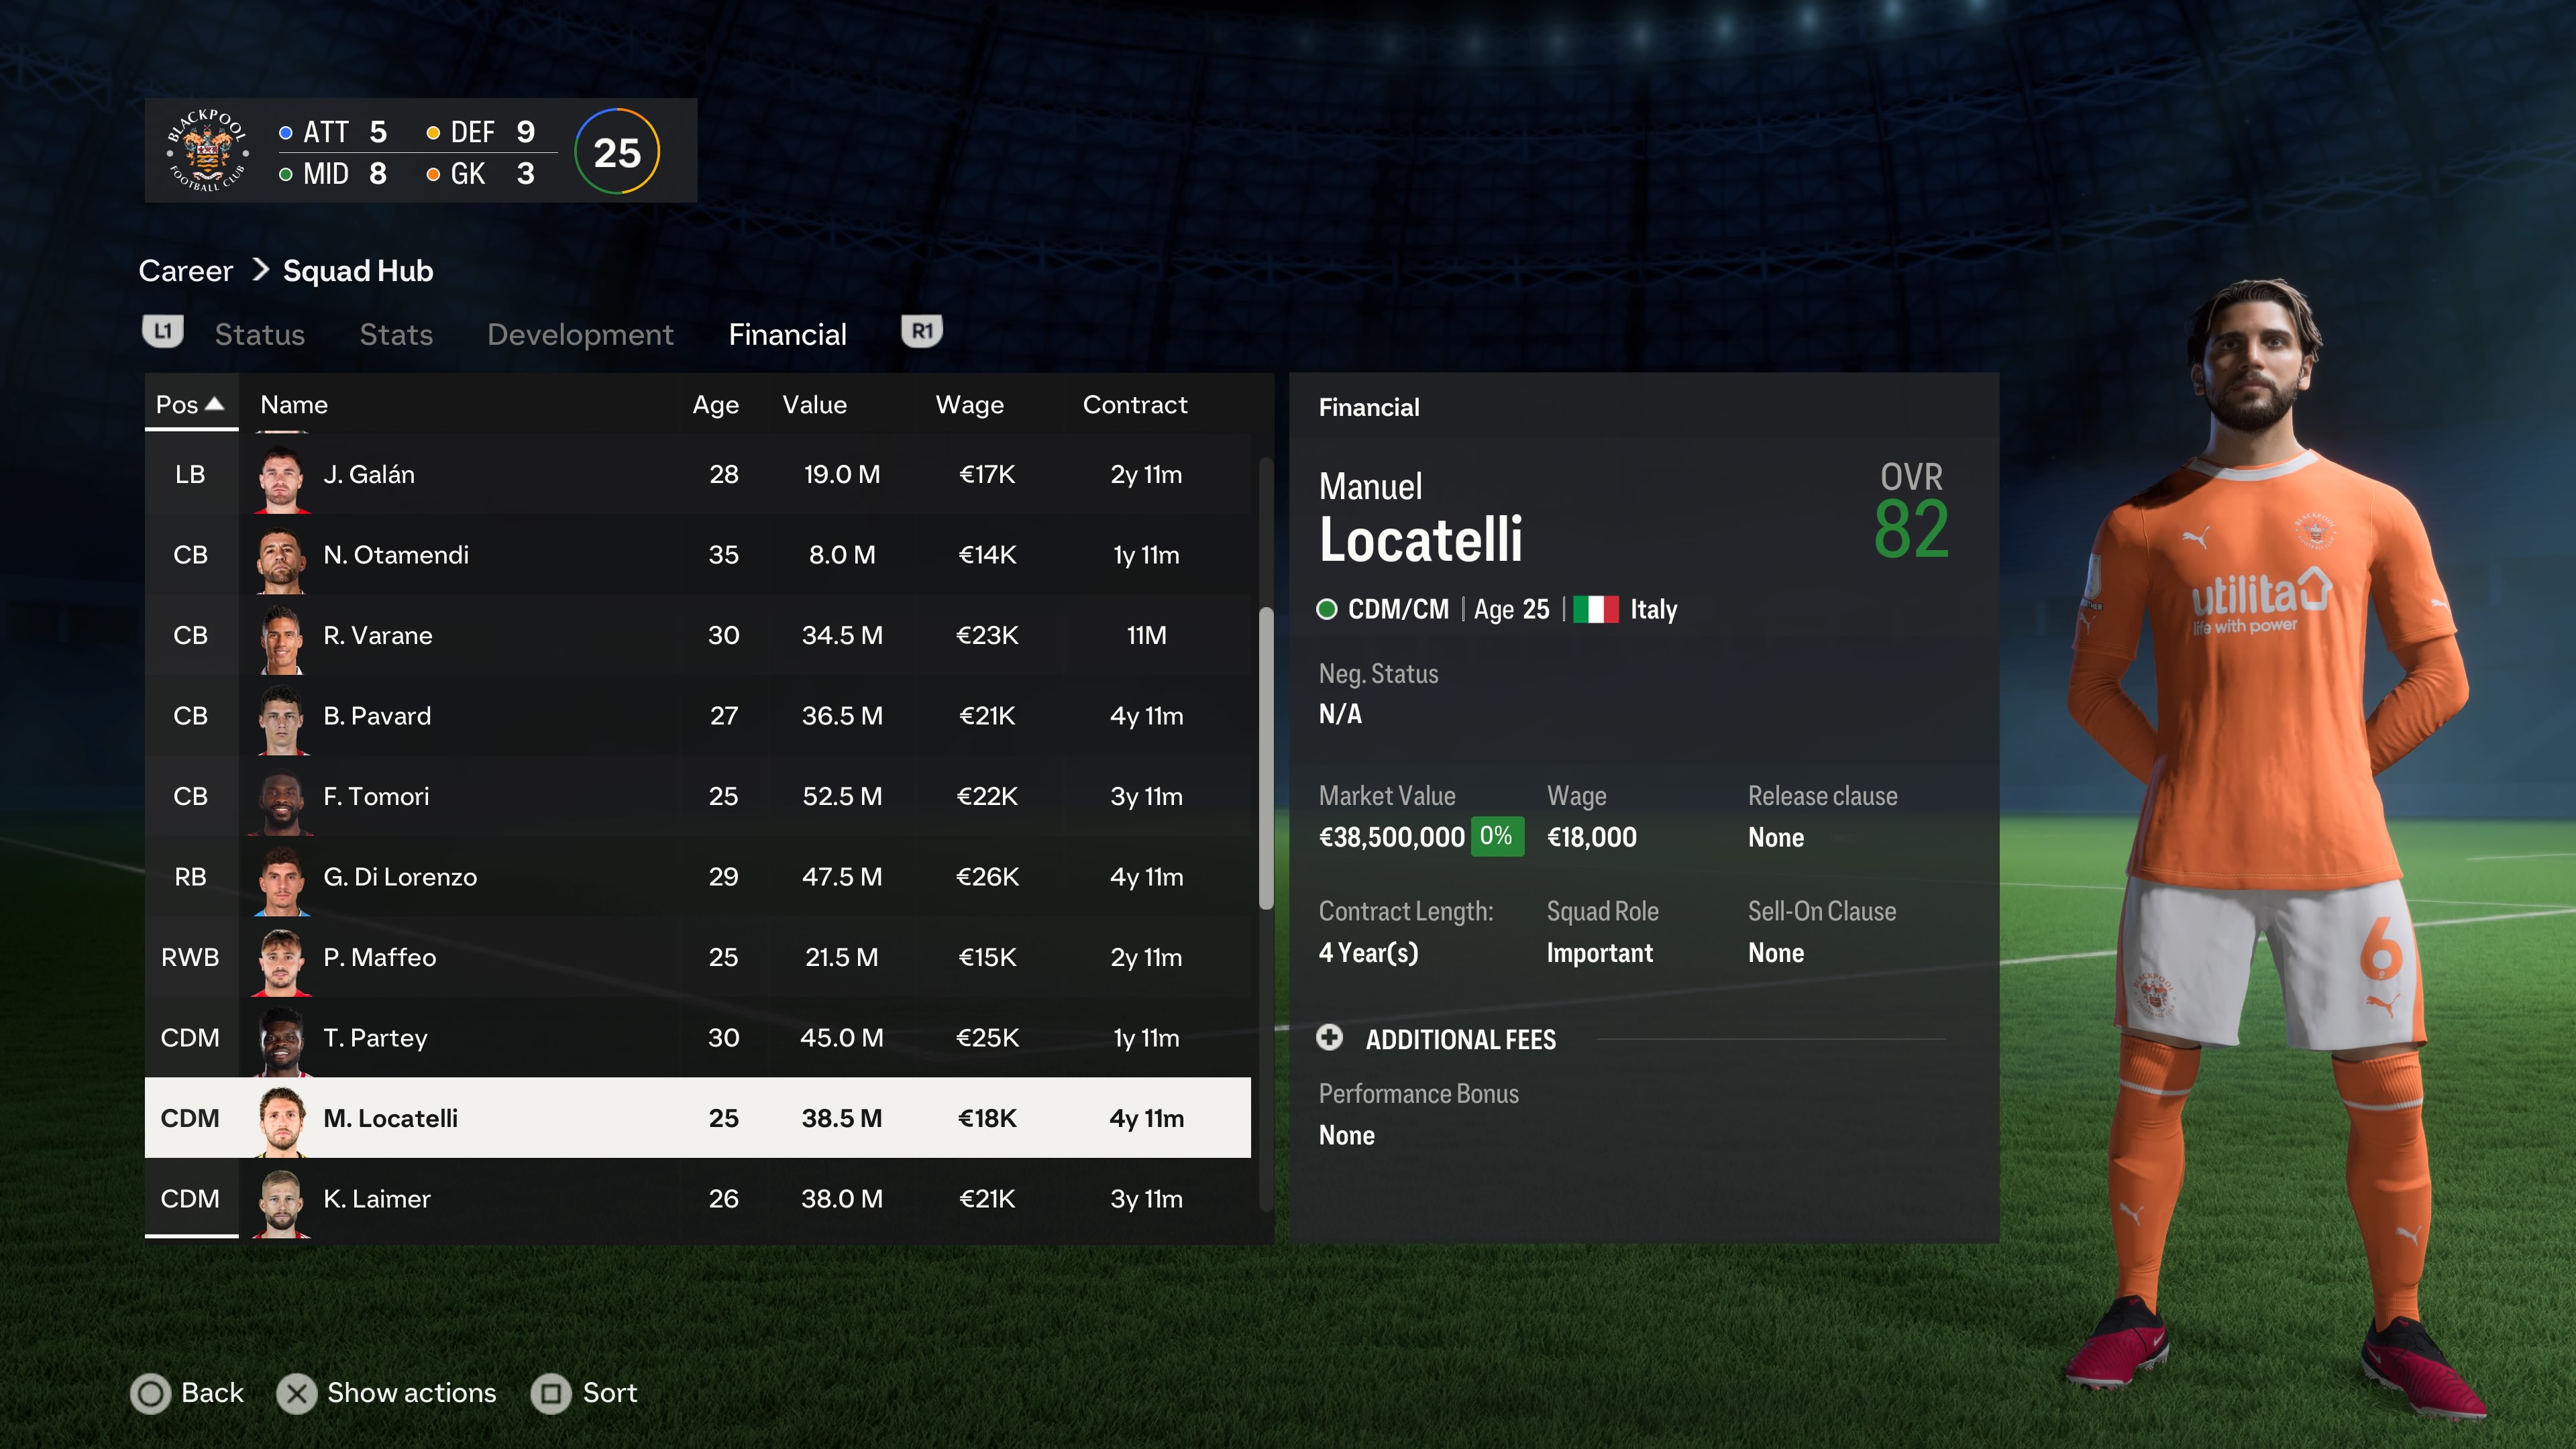 BLACKPOOL
FOOTBALL CLUB
ATT 5 DEF 9
MID 8 GK 3
25
Career > Squad Hub
L1 Status Stats Development Financial R1
Pos Name Age Value Wage Contract
LB J. Galán 28 19.0 M €17K 2y 11m
CB N. Otamendi 35 8.0 M €14K 1y 11m
CB R. Varane 30 34.5 M €23K 11M
CB B. Pavard 27 36.5 M €21K 4y 11m
CB F. Tomori 25 52.5 M €22K 3y 11m
RB G. Di Lorenzo 29 47.5 M €26K 4y 11m
RWB P. Maffeo 25 21.5 M €15K 2y 11m
CDM T. Partey 30 45.0 M €25K 1y 11m
CDM M. Locatelli 25 38.5 M €18K 4y 11m
CDM K. Laimer 26 38.0 M €21K 3y 11m
Financial
Manuel
Locatelli
OVR
82
CDM/CM | Age 25 | Italy
Neg. Status
N/A
Market Value Wage Release clause
€38,500,000 0% €18,000 None
Contract Length: Squad Role Sell-On Clause
4 Year(s) Important None
ADDITIONAL FEES
Performance Bonus
None
utilita
life with power
6
Back Show actions Sort